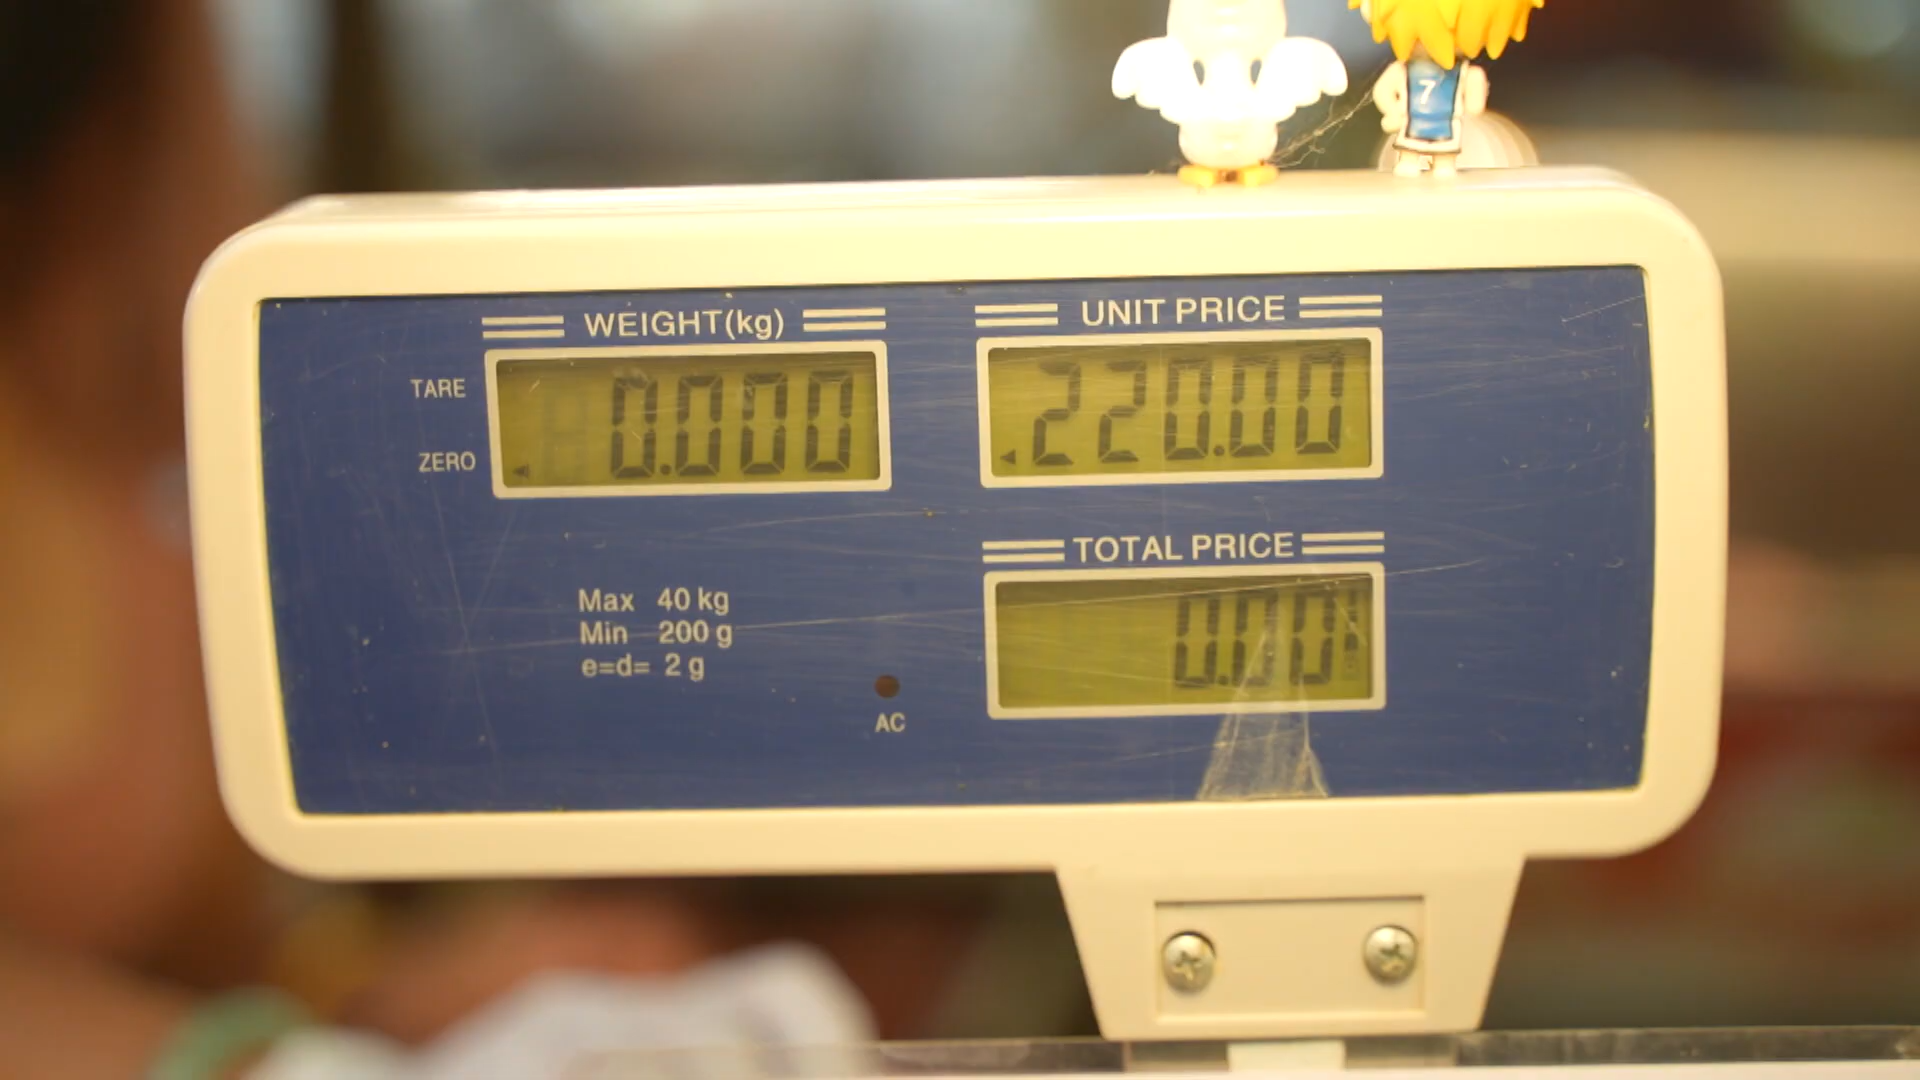 7
WEIGHT(kg)
UNIT PRICE
TARE
ZERO
0.000
220.00
TOTAL PRICE
0.00
Max 40 kg
Min 200 g
e=d= 2 g
AC